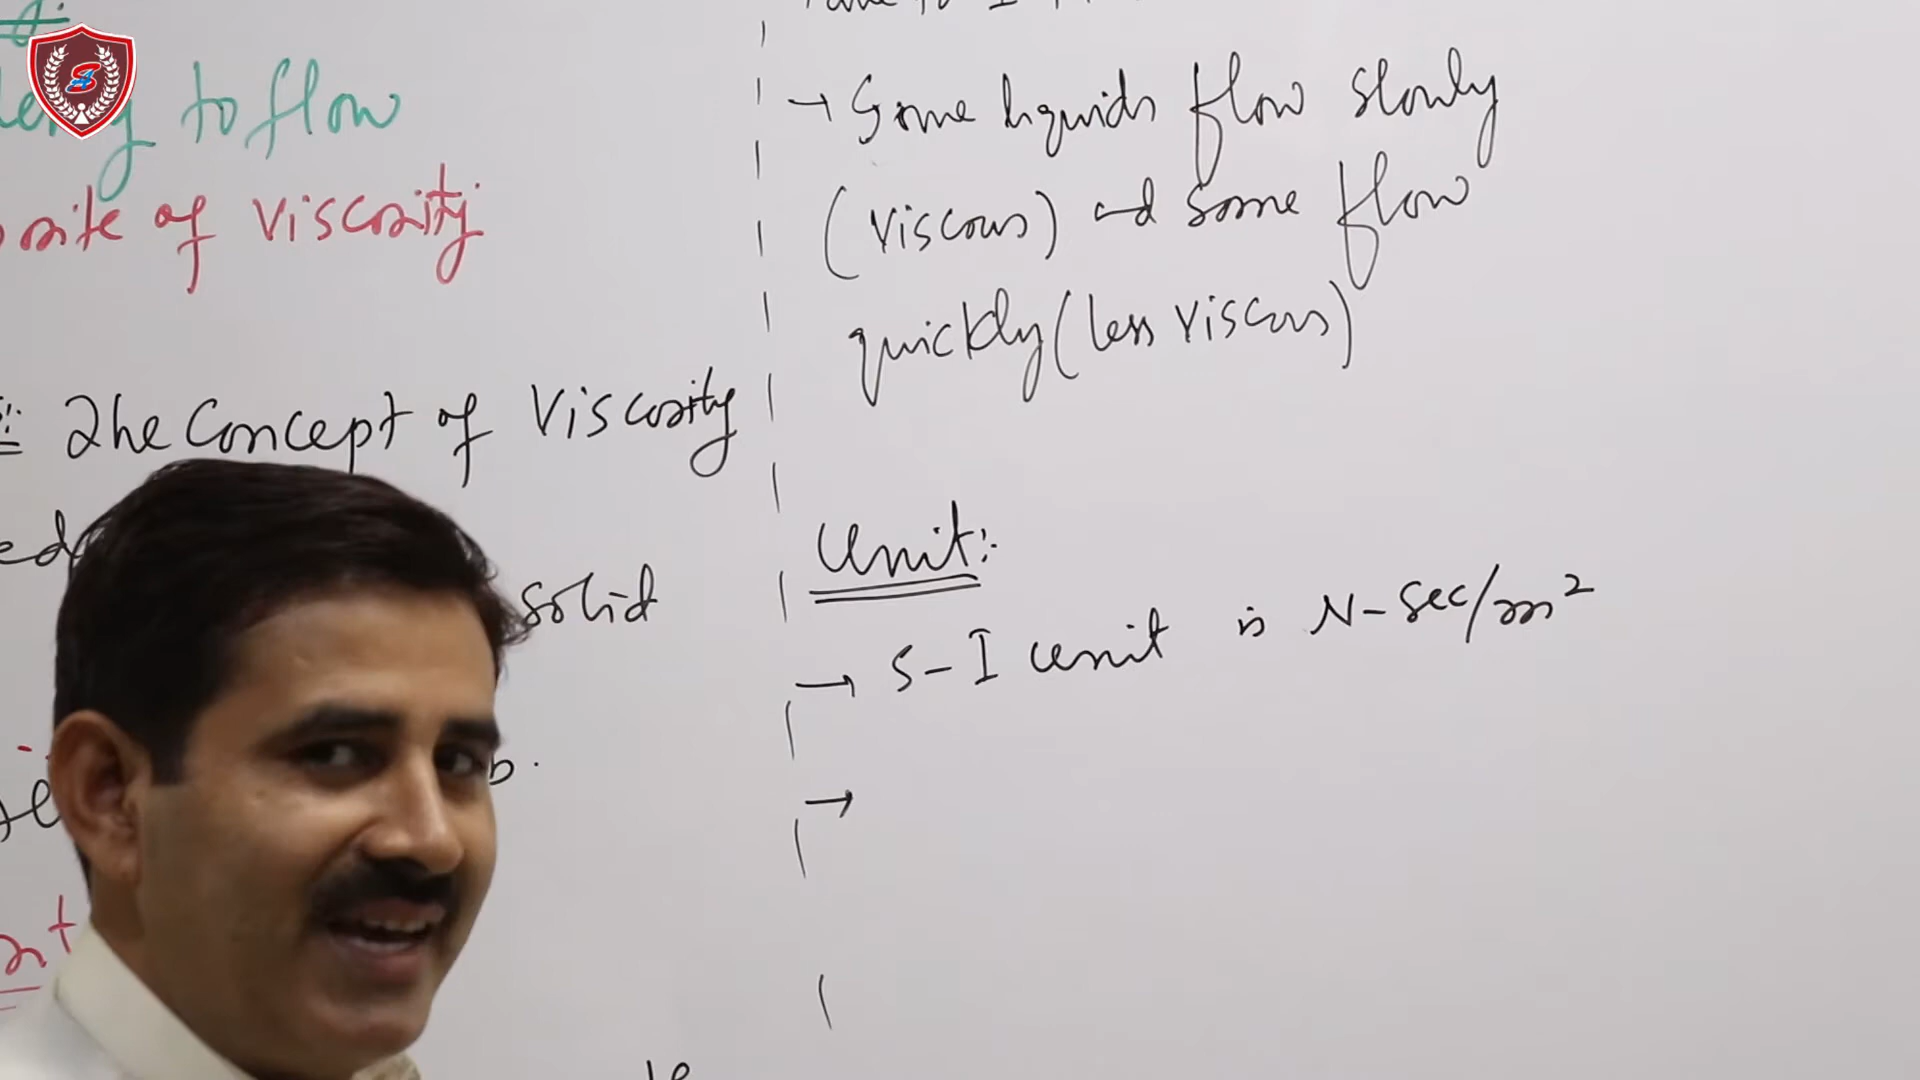 to flow
of viscosity
The Concept of Viscosity
solid
→ Some liquids flow slowly
(viscous) and some flow
quickly (less viscous)
Unit:-
→ S-I unit is N-Sec/m²
→